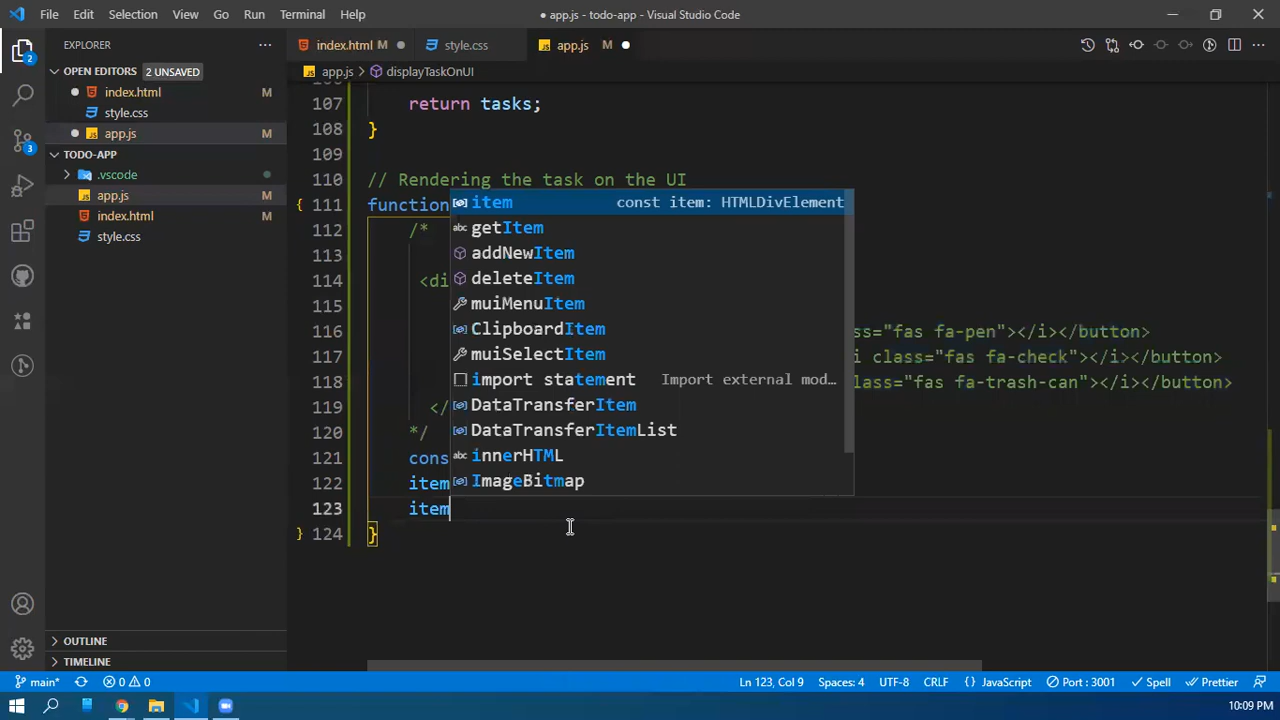 File Edit Selection View Go Run Terminal Help
● app.js - todo-app - Visual Studio Code
EXPLORER
index.html M
style.css
app.js M
OPEN EDITORS 2 UNSAVED
index.html M
style.css
app.js M
TODO-APP
.vscode
app.js M
index.html M
style.css
OUTLINE
TIMELINE
2
3
app.js > displayTaskOnUI
107 return tasks;
108 }
109
110 // Rendering the task on the UI
111 function
112 /*
113
114 <di
115
116 ss="fas fa-pen"></i></button>
117 i class="fas fa-check"></i></button>
118 lass="fas fa-trash-can"></i></button>
119 </
120 */
121 cons
122 item
123 item
124 }
item const item: HTMLDivElement
getItem
addNewItem
deleteItem
muiMenuItem
ClipboardItem
muiSelectItem
import statement Import external mod…
DataTransferItem
DataTransferItemList
innerHTML
ImageBitmap
main* 0 0 Ln 123, Col 9 Spaces: 4 UTF-8 CRLF {} JavaScript Port : 3001 Spell Prettier
10:09 PM